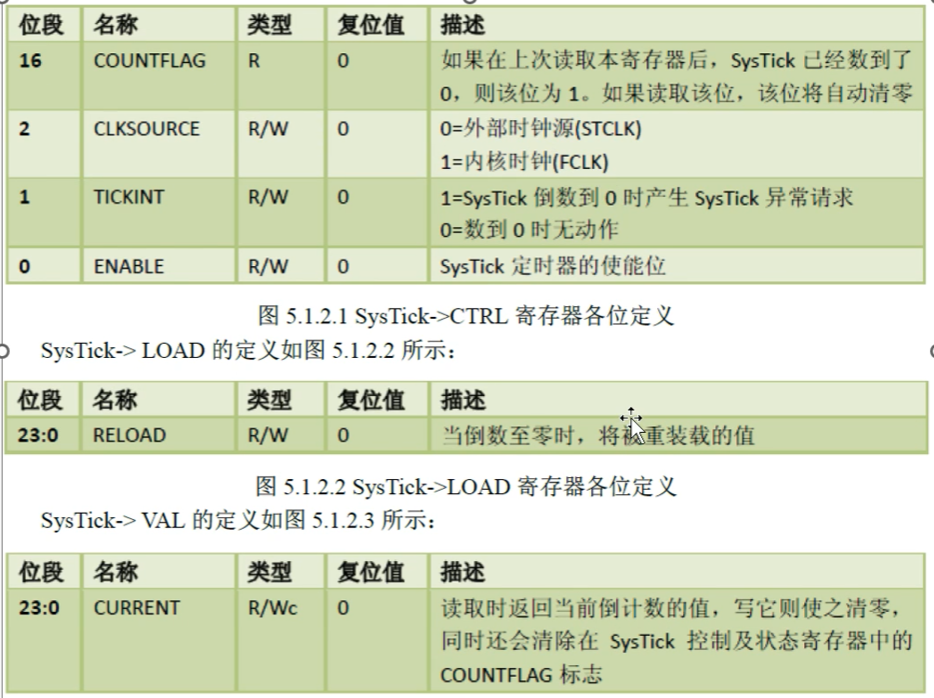 位段 名称 类型 复位值 描述
16 COUNTFLAG R 0 如果在上次读取本寄存器后，SysTick 已经数到了
0，则该位为 1。如果读取该位，该位将自动清零
2 CLKSOURCE R/W 0 0=外部时钟源(STCLK)
1=内核时钟(FCLK)
1 TICKINT R/W 0 1=SysTick 倒数到 0 时产生 SysTick 异常请求
0=数到 0 时无动作
0 ENABLE R/W 0 SysTick 定时器的使能位
图 5.1.2.1 SysTick->CTRL 寄存器各位定义
SysTick-> LOAD 的定义如图 5.1.2.2 所示：
位段 名称 类型 复位值 描述
23:0 RELOAD R/W 0 当倒数至零时，将被重装载的值
图 5.1.2.2 SysTick->LOAD 寄存器各位定义
SysTick-> VAL 的定义如图 5.1.2.3 所示：
位段 名称 类型 复位值 描述
23:0 CURRENT R/Wc 0 读取时返回当前倒计数的值，写它则使之清零，
同时还会清除在 SysTick 控制及状态寄存器中的
COUNTFLAG 标志